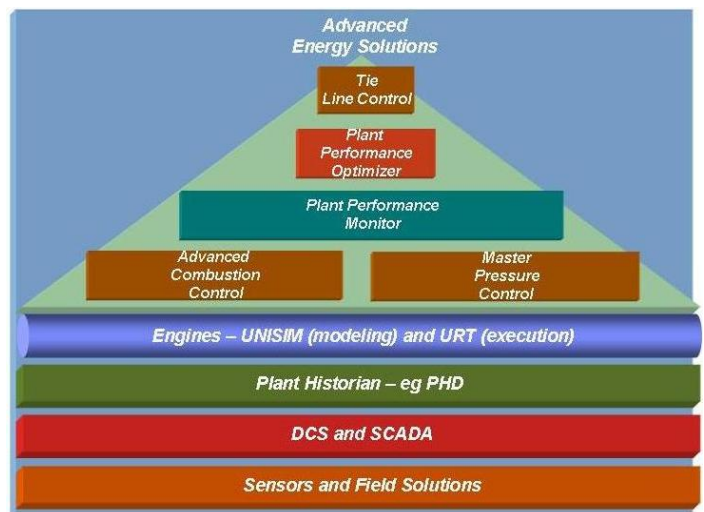 Advanced
Energy Solutions
Tie
Line Control
Plant
Performance
Optimizer
Plant Performance
Monitor
Advanced
Combustion
Control
Master
Pressure
Control
Engines – UNISIM (modeling) and URT (execution)
Plant Historian – eg PHD
DCS and SCADA
Sensors and Field Solutions